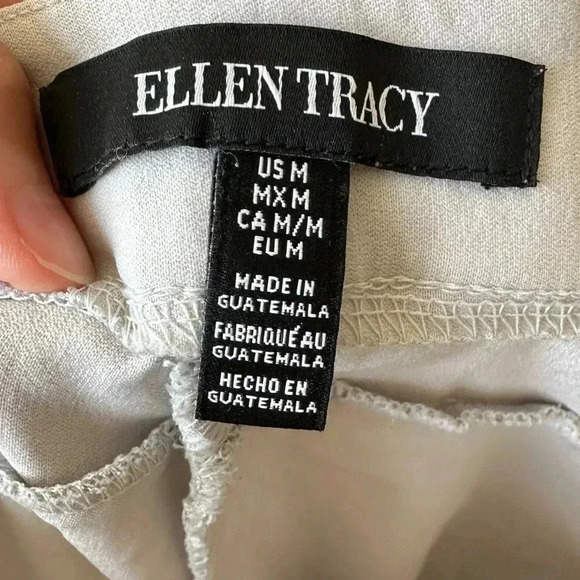 ELLEN TRACY
US M
MX M
CA M/M
EU M
MADE IN
GUATEMALA
FABRIQUÉ AU
GUATEMALA
HECHO EN
GUATEMALA